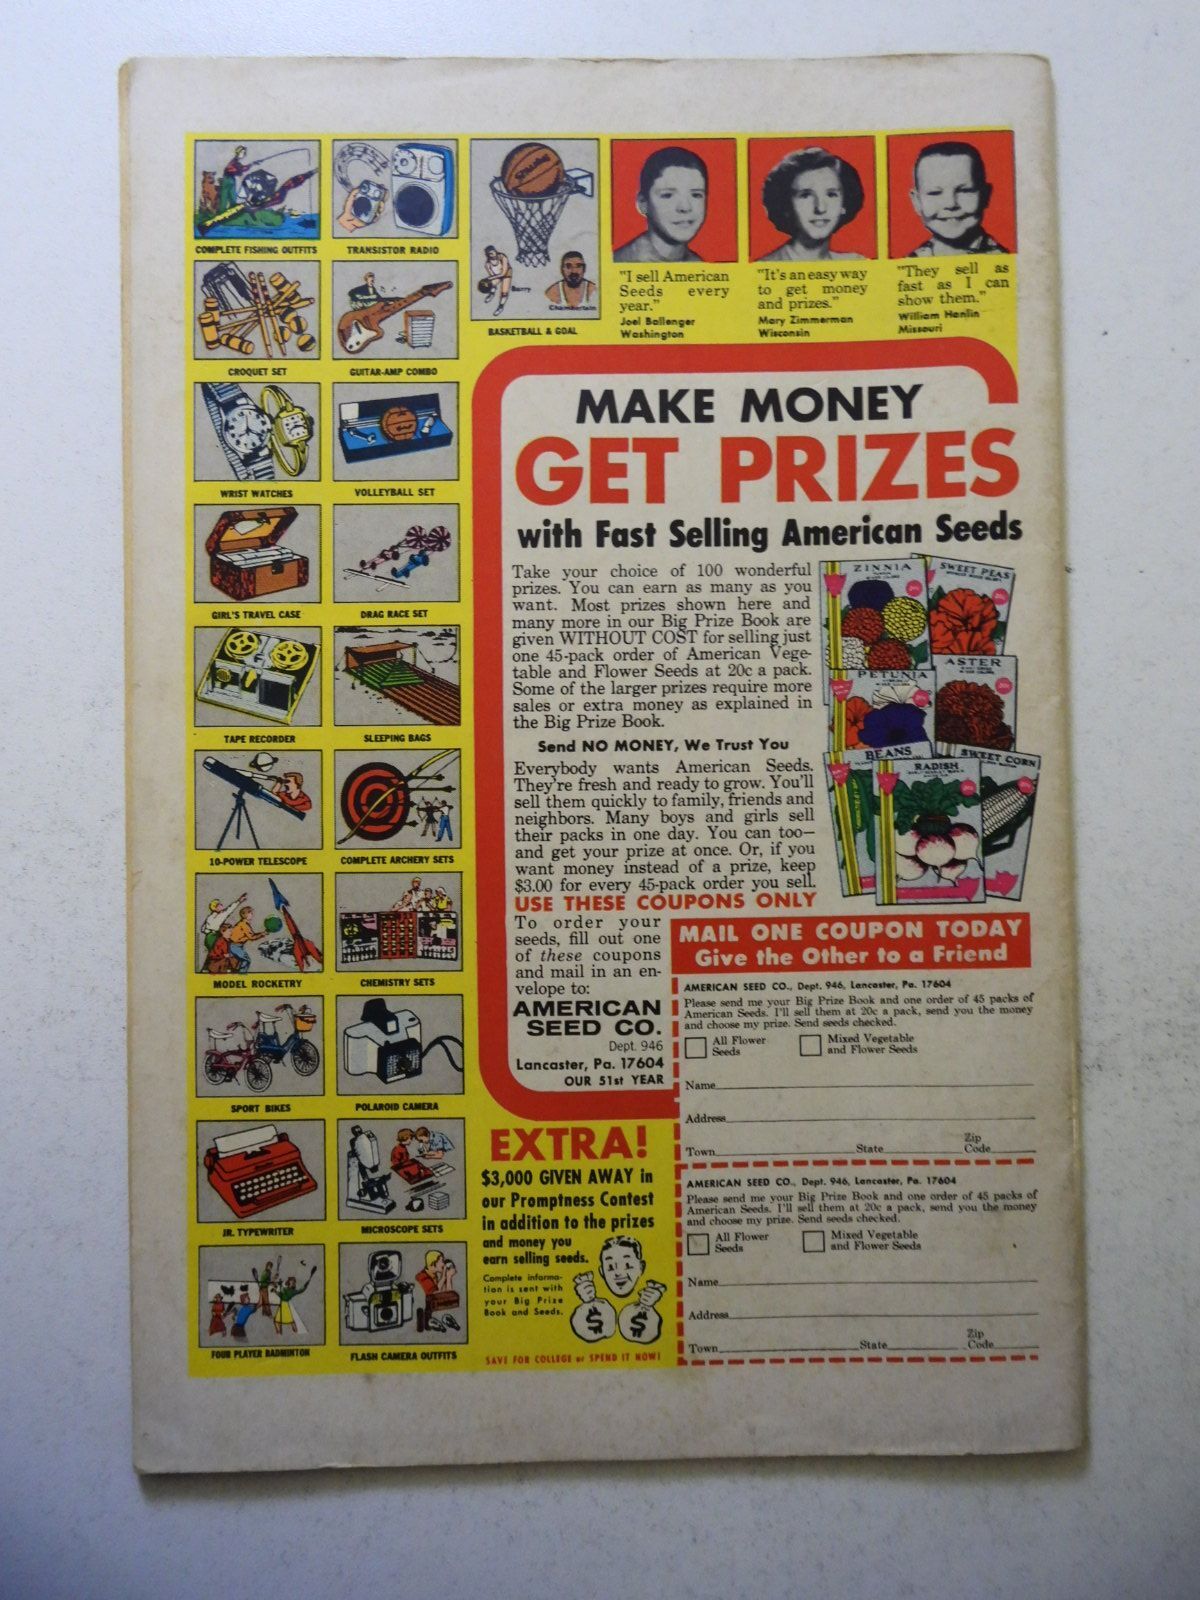 COMPLETE FISHING OUTFITS
TRANSISTOR RADIO
CROQUET SET
GUITAR-AMP COMBO
WRIST WATCHES
VOLLEYBALL SET
GIRL'S TRAVEL CASE
DRAG RACE SET
TAPE RECORDER
SLEEPING BAGS
10-POWER TELESCOPE
COMPLETE ARCHERY SETS
MODEL ROCKETRY
CHEMISTRY SETS
SPORT BIKES
POLAROID CAMERA
JR. TYPEWRITER
MICROSCOPE SETS
FOUR PLAYER BADMINTON
FLASH CAMERA OUTFITS
Barry
Chamberlain
BASKETBALL & GOAL
"I sell American
Seeds every
year."
Joel Ballenger
Washington
"It's an easy way
to get money
and prizes."
Mary Zimmerman
Wisconsin
"They sell as
fast as I can
show them."
William Hanlin
Missouri
MAKE MONEY
GET PRIZES
with Fast Selling American Seeds
Take your choice of 100 wonderful
prizes. You can earn as many as you
want. Most prizes shown here and
many more in our Big Prize Book are
given WITHOUT COST for selling just
one 45-pack order of American Vege-
table and Flower Seeds at 20c a pack.
Some of the larger prizes require more
sales or extra money as explained in
the Big Prize Book.
Send NO MONEY, We Trust You
Everybody wants American Seeds.
They're fresh and ready to grow. You'll
sell them quickly to family, friends and
neighbors. Many boys and girls sell
their packs in one day. You can too—
and get your prize at once. Or, if you
want money instead of a prize, keep
$3.00 for every 45-pack order you sell.
USE THESE COUPONS ONLY
To order your
seeds, fill out one
of these coupons
and mail in an en-
velope to:
AMERICAN
SEED CO.
Dept. 946
Lancaster, Pa. 17604
OUR 51st YEAR
ZINNIA
SWEET PEAS
PETUNIA
ASTER
BEANS
RADISH
SWEET CORN
MAIL ONE COUPON TODAY
Give the Other to a Friend
AMERICAN SEED CO., Dept. 946, Lancaster, Pa. 17604
Please send me your Big Prize Book and one order of 45 packs of
American Seeds. I'll sell them at 20c a pack, send you the money
and choose my prize. Send seeds checked.
All Flower
Seeds
Mixed Vegetable
and Flower Seeds
Name
Address
Zip
Town State Code
AMERICAN SEED CO., Dept. 946, Lancaster, Pa. 17604
Please send me your Big Prize Book and one order of 45 packs of
American Seeds. I'll sell them at 20c a pack, send you the money
and choose my prize. Send seeds checked.
All Flower
Seeds
Mixed Vegetable
and Flower Seeds
Name
Address
Zip
Town State Code
EXTRA!
$3,000 GIVEN AWAY in
our Promptness Contest
in addition to the prizes
and money you
earn selling seeds.
Complete informa-
tion is sent with
your Big Prize
Book and Seeds.
$ $
SAVE FOR COLLEGE or SPEND IT NOW!